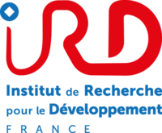 IRD
Institut de Recherche
pour le Développement
FRANCE